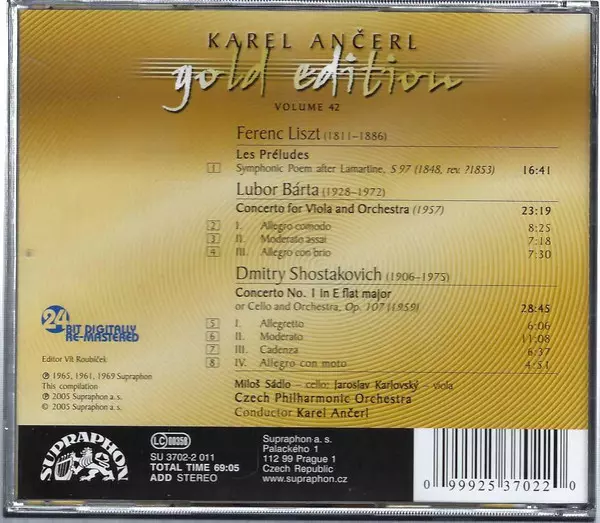 KAREL ANČERL
gold edition
VOLUME 42
Ferenc Liszt (1811–1886)
Les Préludes
1 Symphonic Poem after Lamartine, S 97 (1848, rev. ?1853) 16:41
Lubor Bárta (1928–1972)
Concerto for Viola and Orchestra (1957) 23:19
2 I. Allegro comodo 8:25
3 II. Moderato assai 7:18
4 III. Allegro con brio 7:30
Dmitry Shostakovich (1906–1975)
Concerto No. 1 in E flat major
or Cello and Orchestra, Op. 107 (1959) 28:45
5 I. Allegretto 6:06
6 II. Moderato 11:08
7 III. Cadenza 6:37
8 IV. Allegro con moto 4:51
24
BIT DIGITALLY
RE-MASTERED
Editor Vít Roubíček
℗ 1965, 1961, 1969 Supraphon
This compilation
℗ 2005 Supraphon a. s.
© 2005 Supraphon a. s.
Miloš Sádlo – cello; Jaroslav Karlovský – viola
Czech Philharmonic Orchestra
Conductor Karel Ančerl
SUPRAPHON
LC 00358
SU 3702-2 011
TOTAL TIME 69:05
ADD STEREO
Supraphon a. s.
Palackého 1
112 99 Prague 1
Czech Republic
www.supraphon.cz
0 99925 37022 0